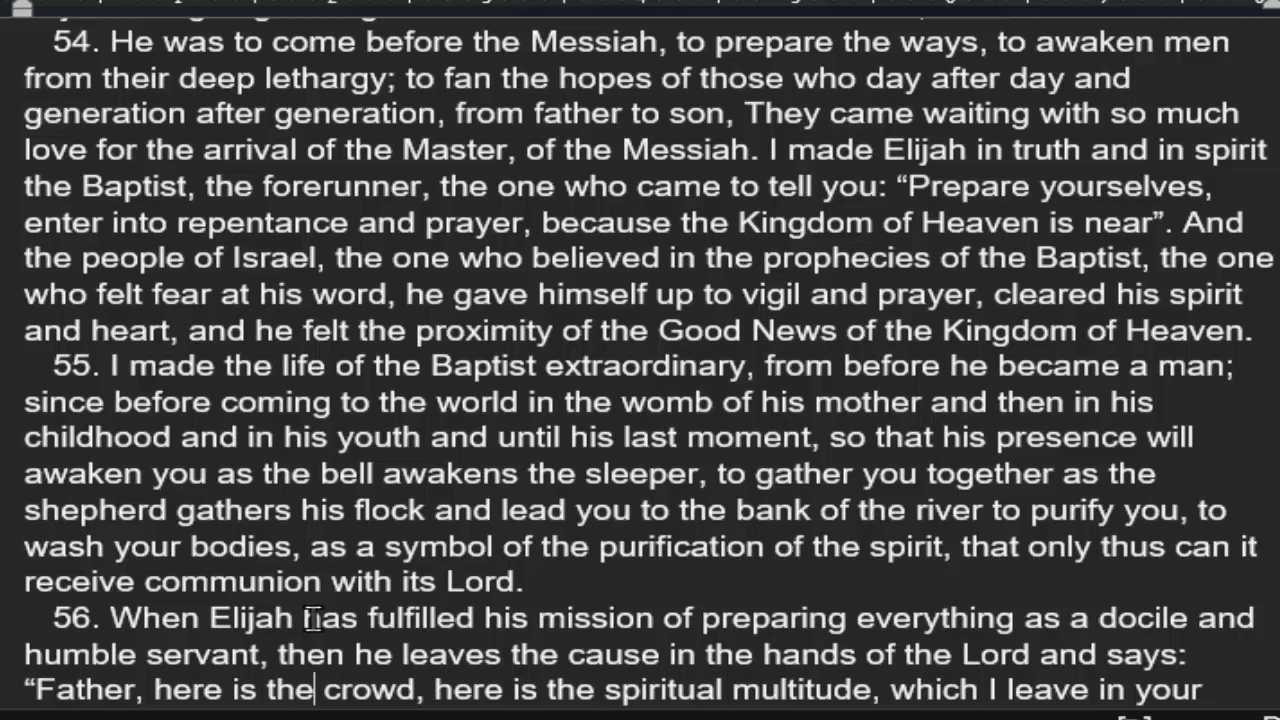 54. He was to come before the Messiah, to prepare the ways, to awaken men
from their deep lethargy; to fan the hopes of those who day after day and
generation after generation, from father to son, They came waiting with so much
love for the arrival of the Master, of the Messiah. I made Elijah in truth and in spirit
the Baptist, the forerunner, the one who came to tell you: “Prepare yourselves,
enter into repentance and prayer, because the Kingdom of Heaven is near”. And
the people of Israel, the one who believed in the prophecies of the Baptist, the one
who felt fear at his word, he gave himself up to vigil and prayer, cleared his spirit
and heart, and he felt the proximity of the Good News of the Kingdom of Heaven.
55. I made the life of the Baptist extraordinary, from before he became a man;
since before coming to the world in the womb of his mother and then in his
childhood and in his youth and until his last moment, so that his presence will
awaken you as the bell awakens the sleeper, to gather you together as the
shepherd gathers his flock and lead you to the bank of the river to purify you, to
wash your bodies, as a symbol of the purification of the spirit, that only thus can it
receive communion with its Lord.
56. When Elijah has fulfilled his mission of preparing everything as a docile and
humble servant, then he leaves the cause in the hands of the Lord and says:
“Father, here is the crowd, here is the spiritual multitude, which I leave in your